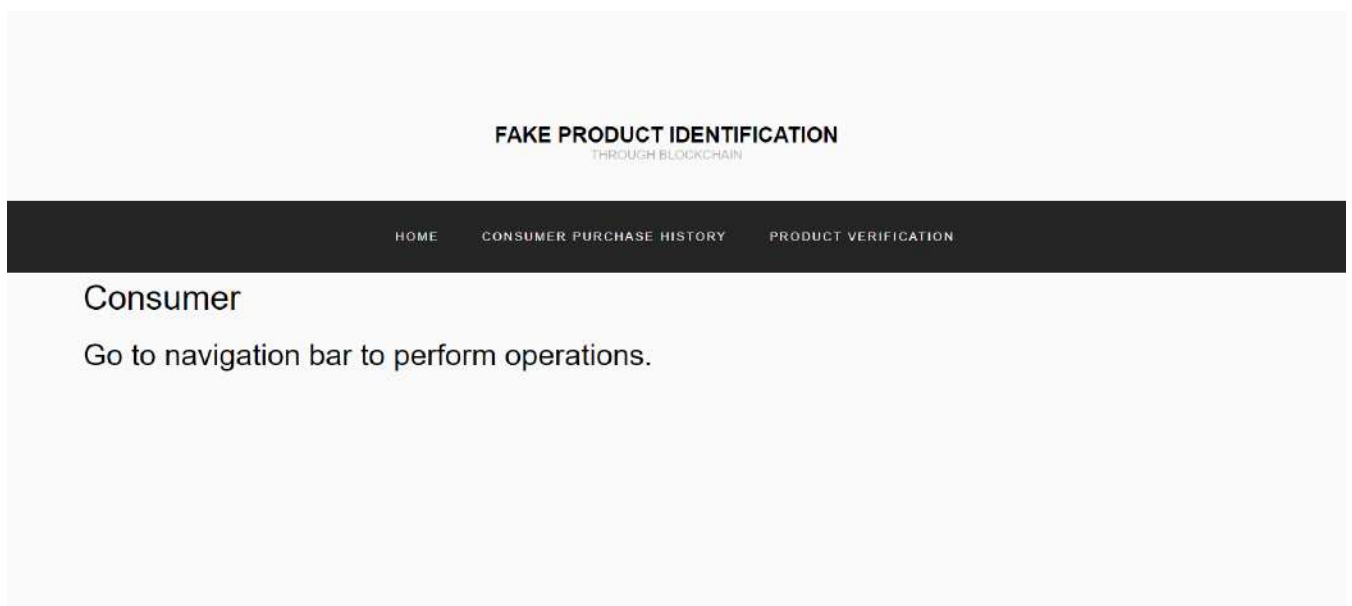 FAKE PRODUCT IDENTIFICATION
THROUGH BLOCKCHAIN
HOME CONSUMER PURCHASE HISTORY PRODUCT VERIFICATION
Consumer
Go to navigation bar to perform operations.